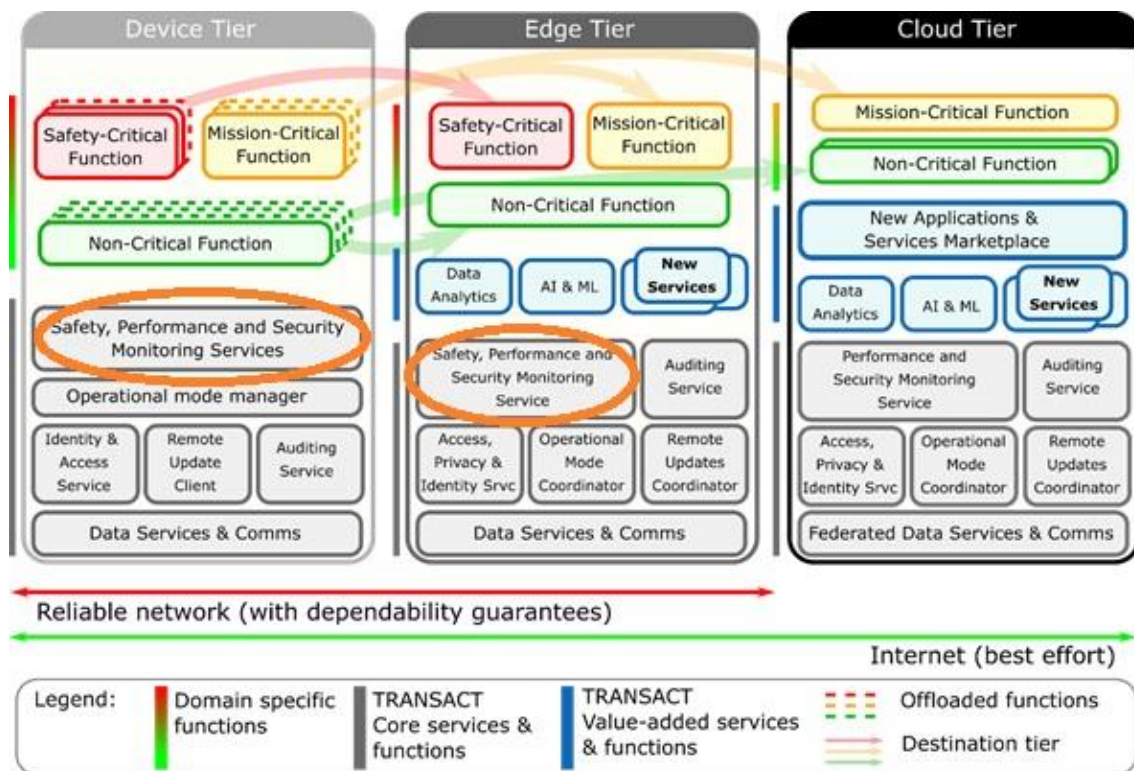 Device Tier
Edge Tier
Cloud Tier
Safety-Critical
Function
Mission-Critical
Function
Non-Critical Function
Safety, Performance and Security
Monitoring Services
Operational mode manager
Identity &
Access
Service
Remote
Update
Client
Auditing
Service
Data Services & Comms
Safety-Critical
Function
Mission-Critical
Function
Non-Critical Function
Data
Analytics
AI & ML
New
Services
Safety, Performance and
Security Monitoring
Service
Auditing
Service
Access,
Privacy &
Identity Srvc
Operational
Mode
Coordinator
Remote
Updates
Coordinator
Data Services & Comms
Mission-Critical Function
Non-Critical Function
New Applications &
Services Marketplace
Data
Analytics
AI & ML
New
Services
Performance and
Security Monitoring
Service
Auditing
Service
Access,
Privacy &
Identity Srvc
Operational
Mode
Coordinator
Remote
Updates
Coordinator
Federated Data Services & Comms
Reliable network (with dependability guarantees)
Internet (best effort)
Legend:
Domain specific
functions
TRANSACT
Core services &
functions
TRANSACT
Value-added services
& functions
Offloaded functions
Destination tier